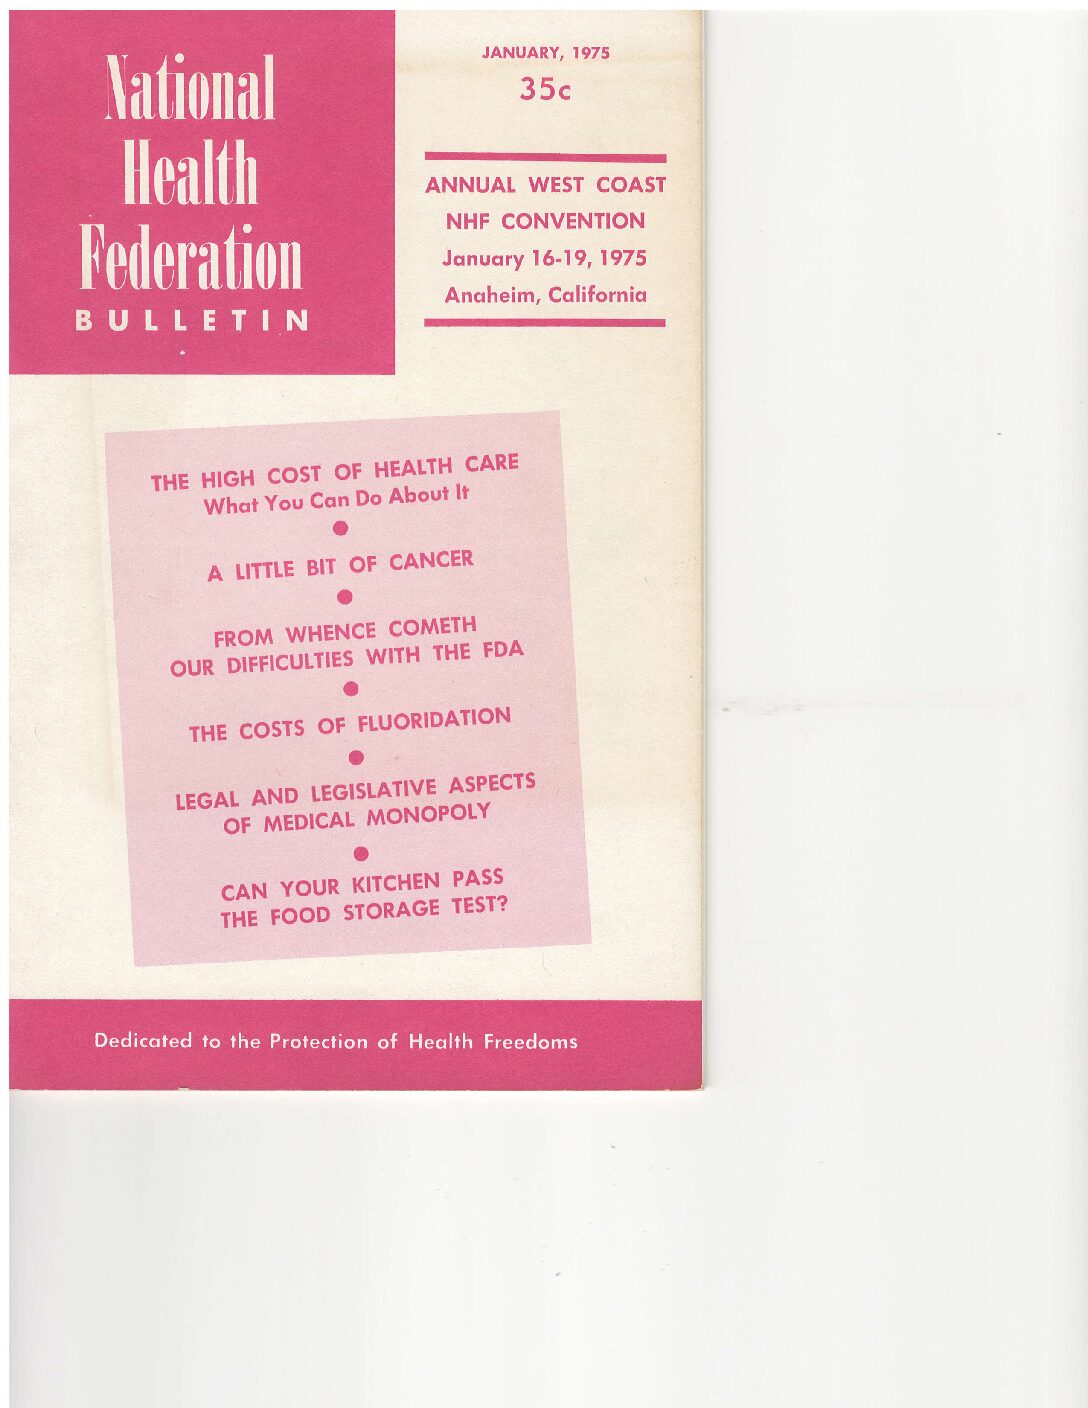 National
Health
Federation
BULLETIN
JANUARY, 1975
35c
ANNUAL WEST COAST
NHF CONVENTION
January 16-19, 1975
Anaheim, California
THE HIGH COST OF HEALTH CARE
What You Can Do About It
A LITTLE BIT OF CANCER
FROM WHENCE COMETH
OUR DIFFICULTIES WITH THE FDA
THE COSTS OF FLUORIDATION
LEGAL AND LEGISLATIVE ASPECTS
OF MEDICAL MONOPOLY
CAN YOUR KITCHEN PASS
THE FOOD STORAGE TEST?
Dedicated to the Protection of Health Freedoms